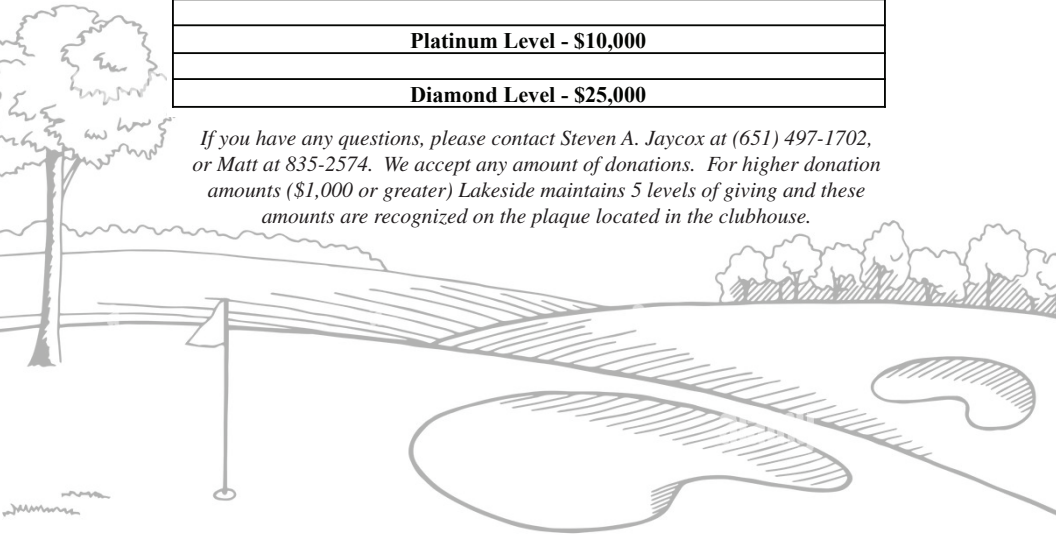 Platinum Level - $10,000
Diamond Level - $25,000
If you have any questions, please contact Steven A. Jaycox at (651) 497-1702,
or Matt at 835-2574.  We accept any amount of donations.  For higher donation
amounts ($1,000 or greater) Lakeside maintains 5 levels of giving and these
amounts are recognized on the plaque located in the clubhouse.